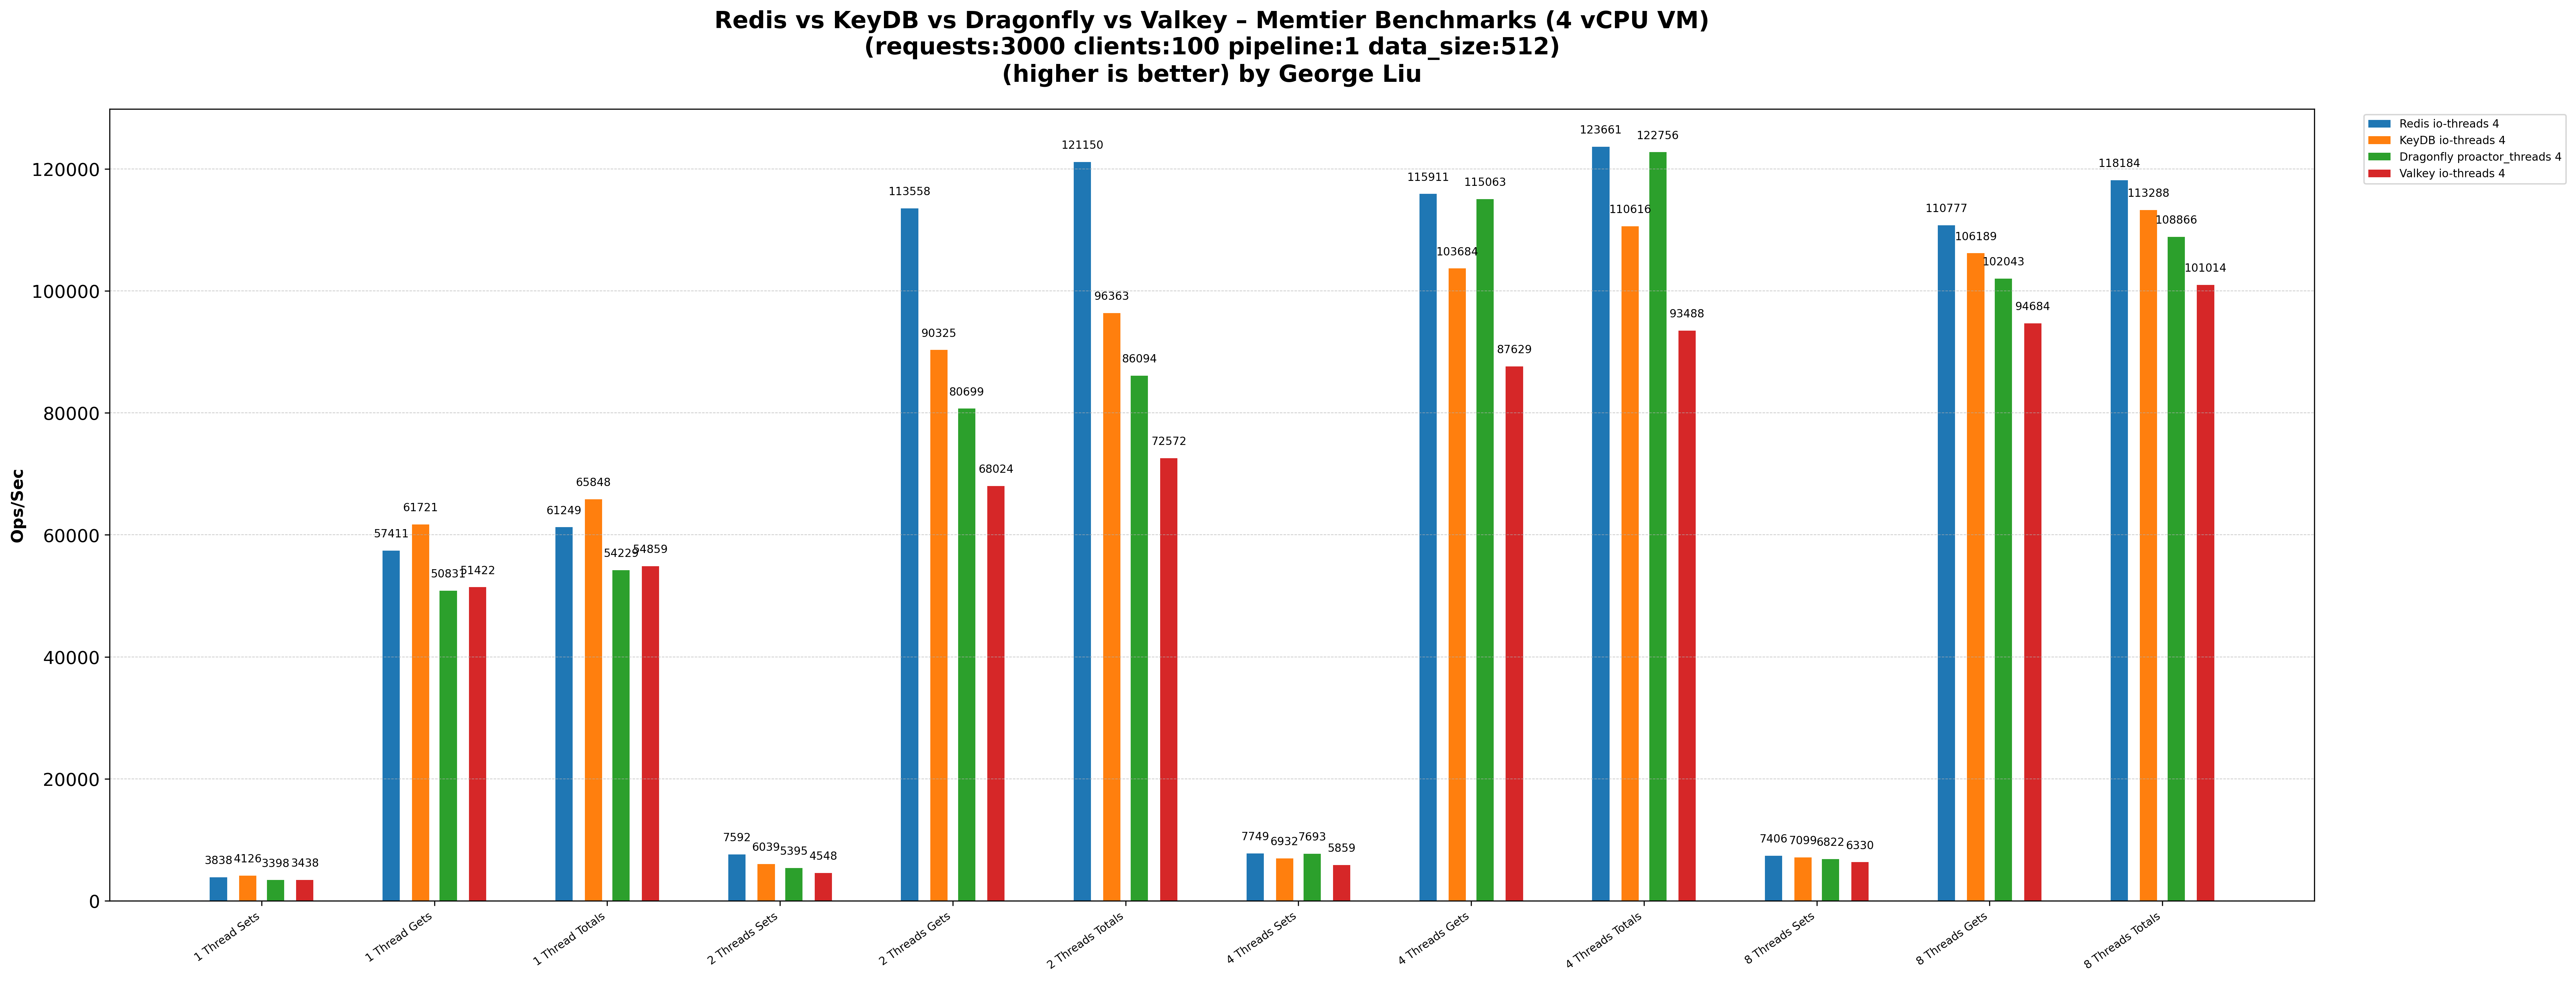 Redis vs KeyDB vs Dragonfly vs Valkey – Memtier Benchmarks (4 vCPU VM)
(requests:3000 clients:100 pipeline:1 data_size:512)
(higher is better) by George Liu
Redis io-threads 4
KeyDB io-threads 4
Dragonfly proactor_threads 4
Valkey io-threads 4
Ops/Sec
120000
100000
80000
60000
40000
20000
0
3838 4126 3398 3438
57411 61721 50831 51422
61249 65848 54229 54859
7592 6039 5395 4548
113558 90325 80699 68024
121150 96363 86094 72572
7749 6932 7693 5859
115911 103684 115063 87629
123661 110616 122756 93488
7406 7099 6822 6330
110777 106189 102043 94684
118184 113288 108866 101014
1 Thread Sets
1 Thread Gets
1 Thread Totals
2 Threads Sets
2 Threads Gets
2 Threads Totals
4 Threads Sets
4 Threads Gets
4 Threads Totals
8 Threads Sets
8 Threads Gets
8 Threads Totals